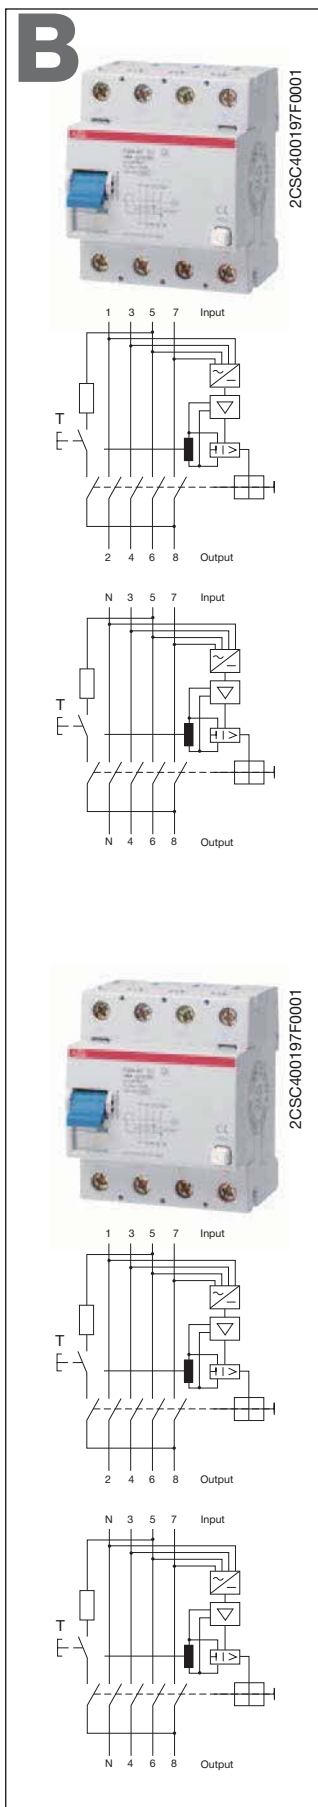 B
ABB
2CSC400197F0001
1 3 5 7 Input
T
2 4 6 8 Output
N 3 5 7 Input
T
N 4 6 8 Output
ABB
2CSC400197F0001
1 3 5 7 Input
T
2 4 6 8 Output
N 3 5 7 Input
T
N 4 6 8 Output